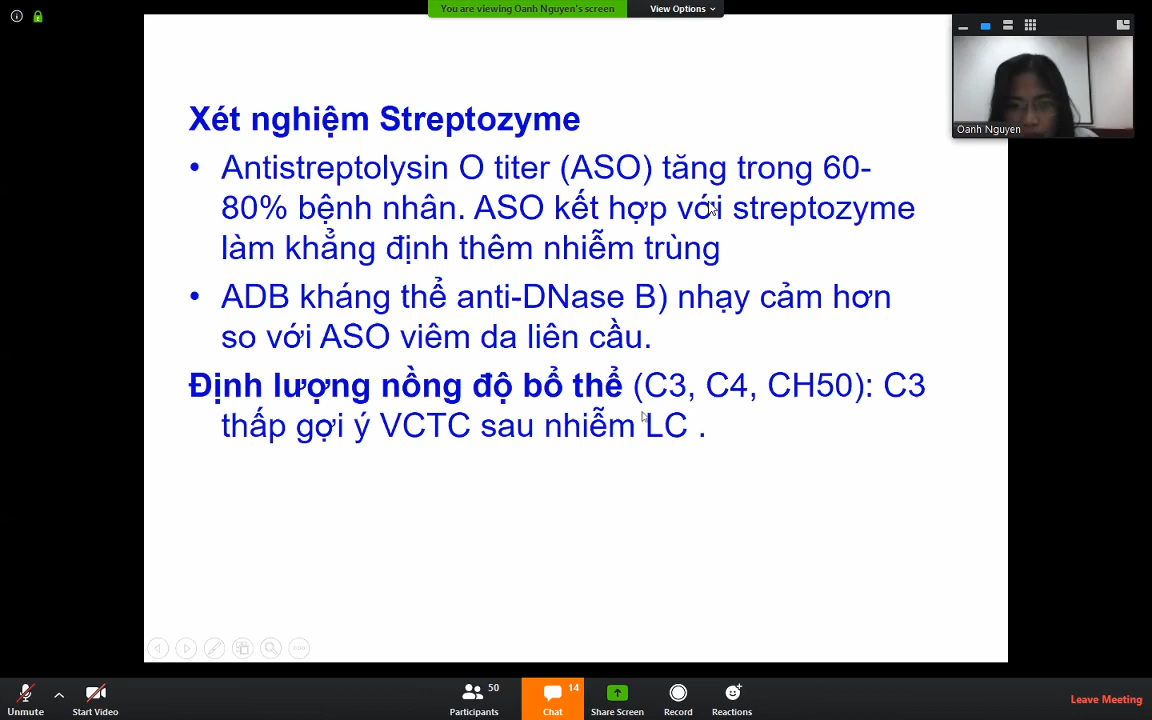 You are viewing Oanh Nguyen's screen
View Options
Oanh Nguyen
Xét nghiệm Streptozyme
• Antistreptolysin O titer (ASO) tăng trong 60-
80% bệnh nhân. ASO kết hợp với streptozyme
làm khẳng định thêm nhiễm trùng
• ADB kháng thể anti-DNase B) nhạy cảm hơn
so với ASO viêm da liên cầu.
Định lượng nồng độ bổ thể (C3, C4, CH50): C3
thấp gợi ý VCTC sau nhiễm LC .
Unmute
Start Video
50
Participants
14
Chat
Share Screen
Record
Reactions
Leave Meeting